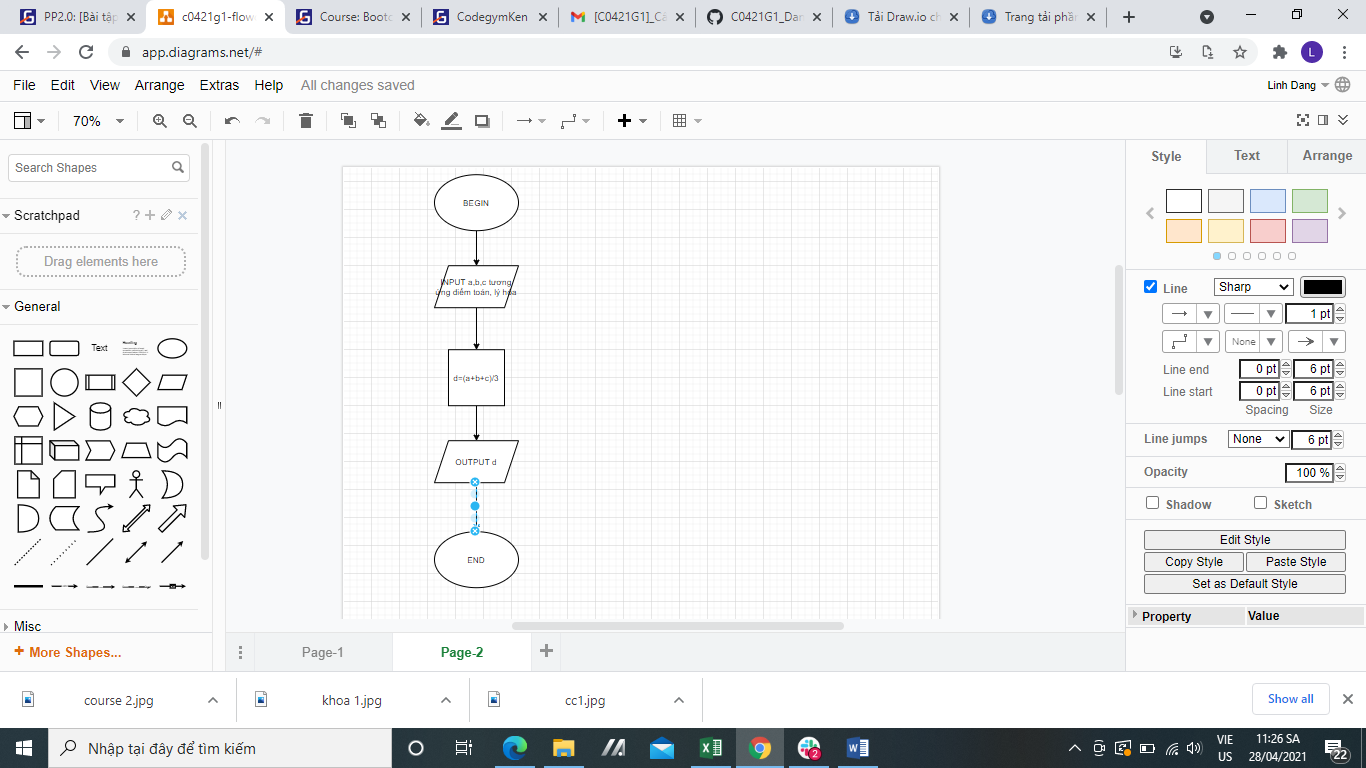 PP2.0: [Bài tập
c0421g1-flow
Course: Bootc
CodegymKen
[C0421G1]_Cá
C0421G1_Dan
Tải Draw.io ch
Trang tải phần
app.diagrams.net/#
L
File Edit View Arrange Extras Help All changes saved
Linh Dang
70%
Search Shapes
Scratchpad
?
Drag elements here
General
Text
Heading
Misc
+ More Shapes...
BEGIN
INPUT a,b,c tương
ứng điểm toán, lý hóa
d=(a+b+c)/3
OUTPUT d
END
Page-1
Page-2
Style
Text
Arrange
Line
Sharp
1 pt
None
Line end
0 pt
6 pt
Line start
0 pt
6 pt
Spacing
Size
Line jumps
None
6 pt
Opacity
100 %
Shadow
Sketch
Edit Style
Copy Style
Paste Style
Set as Default Style
Property
Value
course 2.jpg
khoa 1.jpg
cc1.jpg
Show all
Nhập tại đây để tìm kiếm
2
VIE
US
11:26 SA
28/04/2021
22